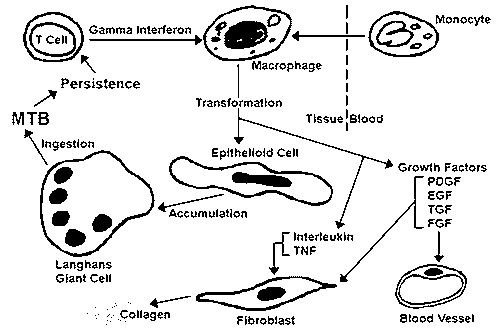 T Cell
Gamma Interferon
Macrophage
Monocyte
Persistence
Transformation
Tissue Blood
MTB
Ingestion
Epithelioid Cell
Growth Factors
PDGF
EGF
TGF
FGF
Accumulation
Interleukin
TNF
Langhans
Giant Cell
Collagen
Fibroblast
Blood Vessel